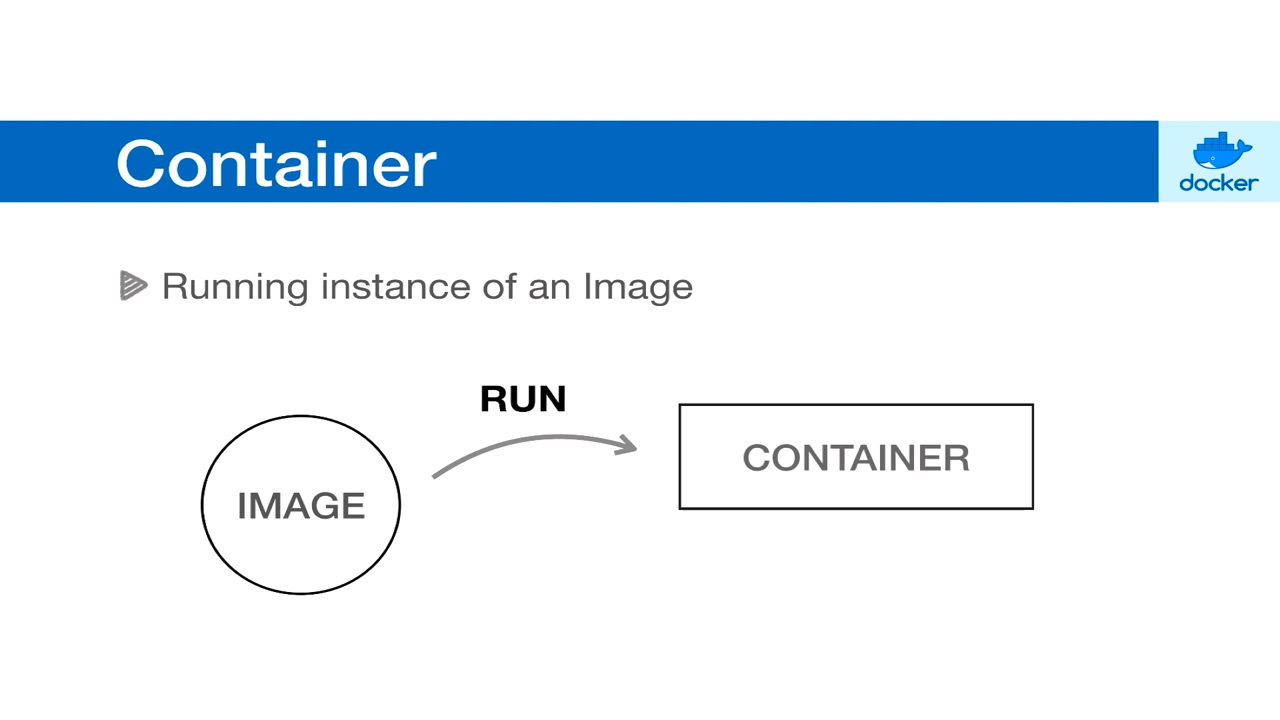 Container
docker
Running instance of an Image
RUN
IMAGE
CONTAINER